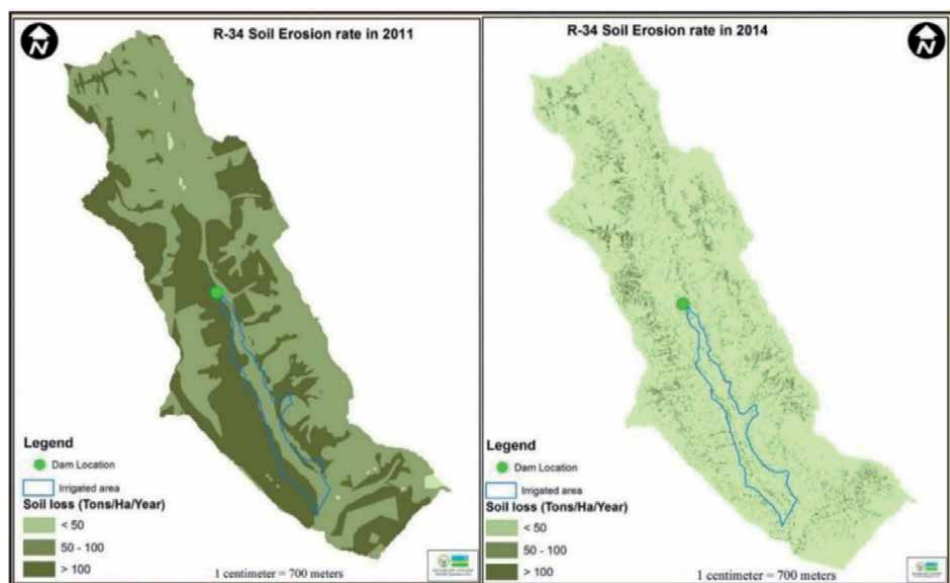 R-34 Soil Erosion rate in 2011
N
Legend
Dam Location
Irrigated area
Soil loss (Tons/Ha/Year)
< 50
50 - 100
> 100
1 centimeter = 700 meters
R-34 Soil Erosion rate in 2014
N
Legend
Dam Location
Irrigated area
Soil loss (Tons/Ha/Year)
< 50
50 - 100
> 100
1 centimeter = 700 meters